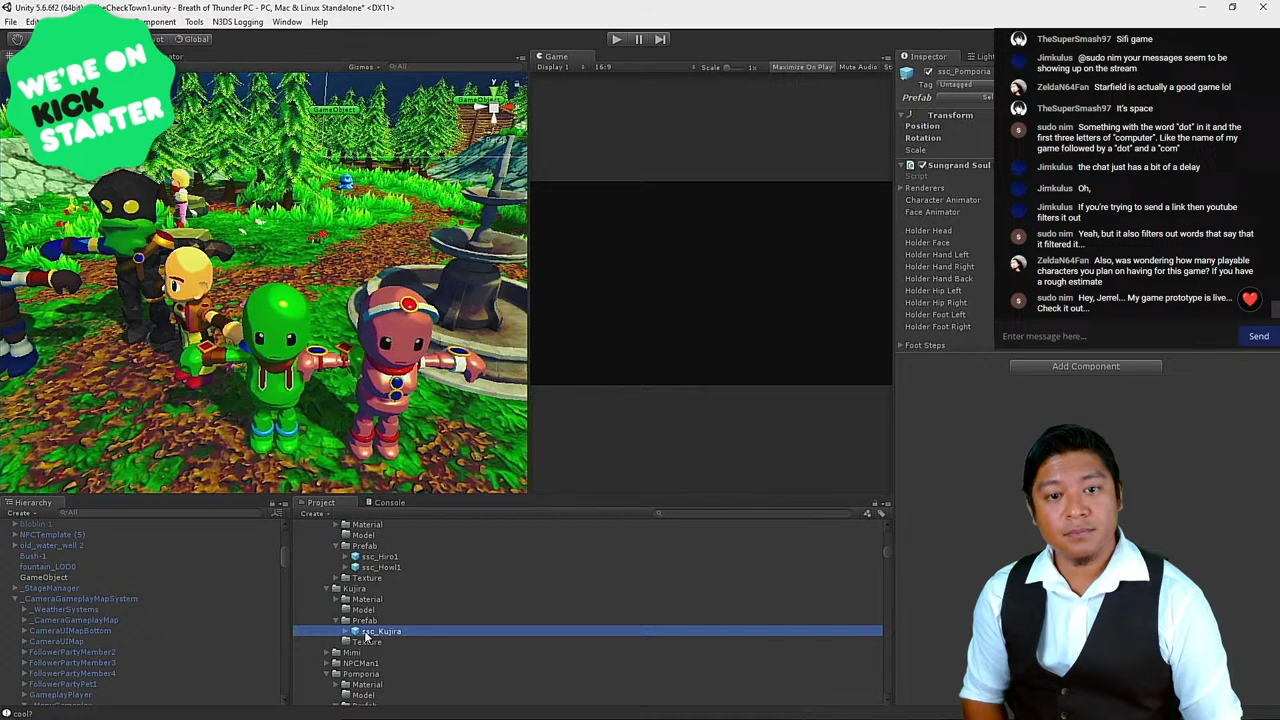 Unity 5.6.6f2 (64bit)
eCheckTown1.unity - Breath of Thunder PC - PC, Mac & Linux Standalone* <DX11>
File
Tools
N3DS Logging
Window
Help
Global
WE'RE ON
KICK
STARTER
Gizmos
All
GameObject
GameObject
y
Persp
Game
Display 1
16:9
Scale
1x
Maximize On Play
Mute Audio
Inspector
ssc_Pomporia
Tag
Untagged
Prefab
Transform
Position
Rotation
Scale
Sungrand Soul
Script
Renderers
Character Animator
Face Animator
Holder Head
Holder Face
Holder Hand Left
Holder Hand Right
Holder Hand Back
Holder Hip Left
Holder Hip Right
Holder Foot Left
Holder Foot Right
Foot Steps
Add Component
TheSuperSmash97 Sifi game
Jimkulus @sudo nim your messages seem to be
showing up on the stream
ZeldaN64Fan Starfield is actually a good game lol
TheSuperSmash97 It's space
sudo nim Something with the word "dot" in it and the
first three letters of "computer". Like the name of my
game followed by a "dot" and a "com"
Jimkulus the chat just has a bit of a delay
Jimkulus Oh,
Jimkulus If you're trying to send a link then youtube
filters it out
sudo nim Yeah, but it also filters out words that say that
it filtered it...
ZeldaN64Fan Also, was wondering how many playable
characters you plan on having for this game? If you have
a rough estimate
sudo nim Hey, Jerrel... My game prototype is live...
Check it out...
Enter message here...
Send
Hierarchy
Create
All
Bloblin 1
NPCTemplate (5)
old_water_well 2
Bush-1
fountain_LOD0
GameObject
_StageManager
_CameraGameplayMapSystem
_WeatherSystems
_CameraGameplayMap
CameraUIMapBottom
CameraUIMap
FollowerPartyMember2
FollowerPartyMember3
FollowerPartyMember4
FollowerPartyPet1
GameplayPlayer
Project
Console
Create
Material
Model
Prefab
ssc_Hiro1
ssc_Howl1
Texture
Kujira
Material
Model
Prefab
ssc_Kujira
Texture
Mimi
NPCMan1
Pomporia
Material
Model
cool?